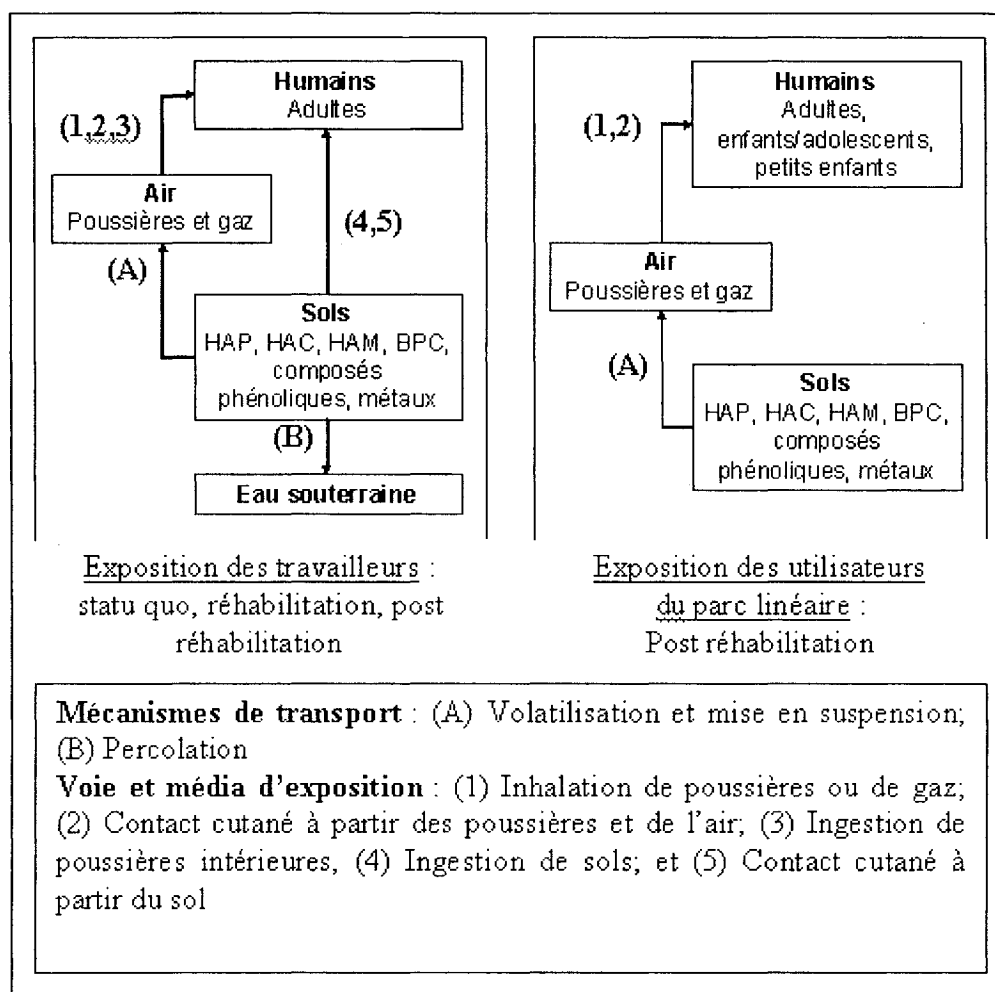 Humains
Adultes
(1,2,3)
Air
Poussières et gaz
(4,5)
(A)
Sols
HAP, HAC, HAM, BPC,
composés
phénoliques, métaux
(B)
Eau souterraine
Exposition des travailleurs :
statu quo, réhabilitation, post
réhabilitation
Humains
Adultes,
enfants/adolescents,
petits enfants
(1,2)
Air
Poussières et gaz
(A)
Sols
HAP, HAC, HAM, BPC,
composés
phénoliques, métaux
Exposition des utilisateurs
du parc linéaire :
Post réhabilitation
Mécanismes de transport : (A) Volatilisation et mise en suspension;
(B) Percolation
Voie et média d'exposition : (1) Inhalation de poussières ou de gaz;
(2) Contact cutané à partir des poussières et de l'air; (3) Ingestion de
poussières intérieures, (4) Ingestion de sols; et (5) Contact cutané à
partir du sol